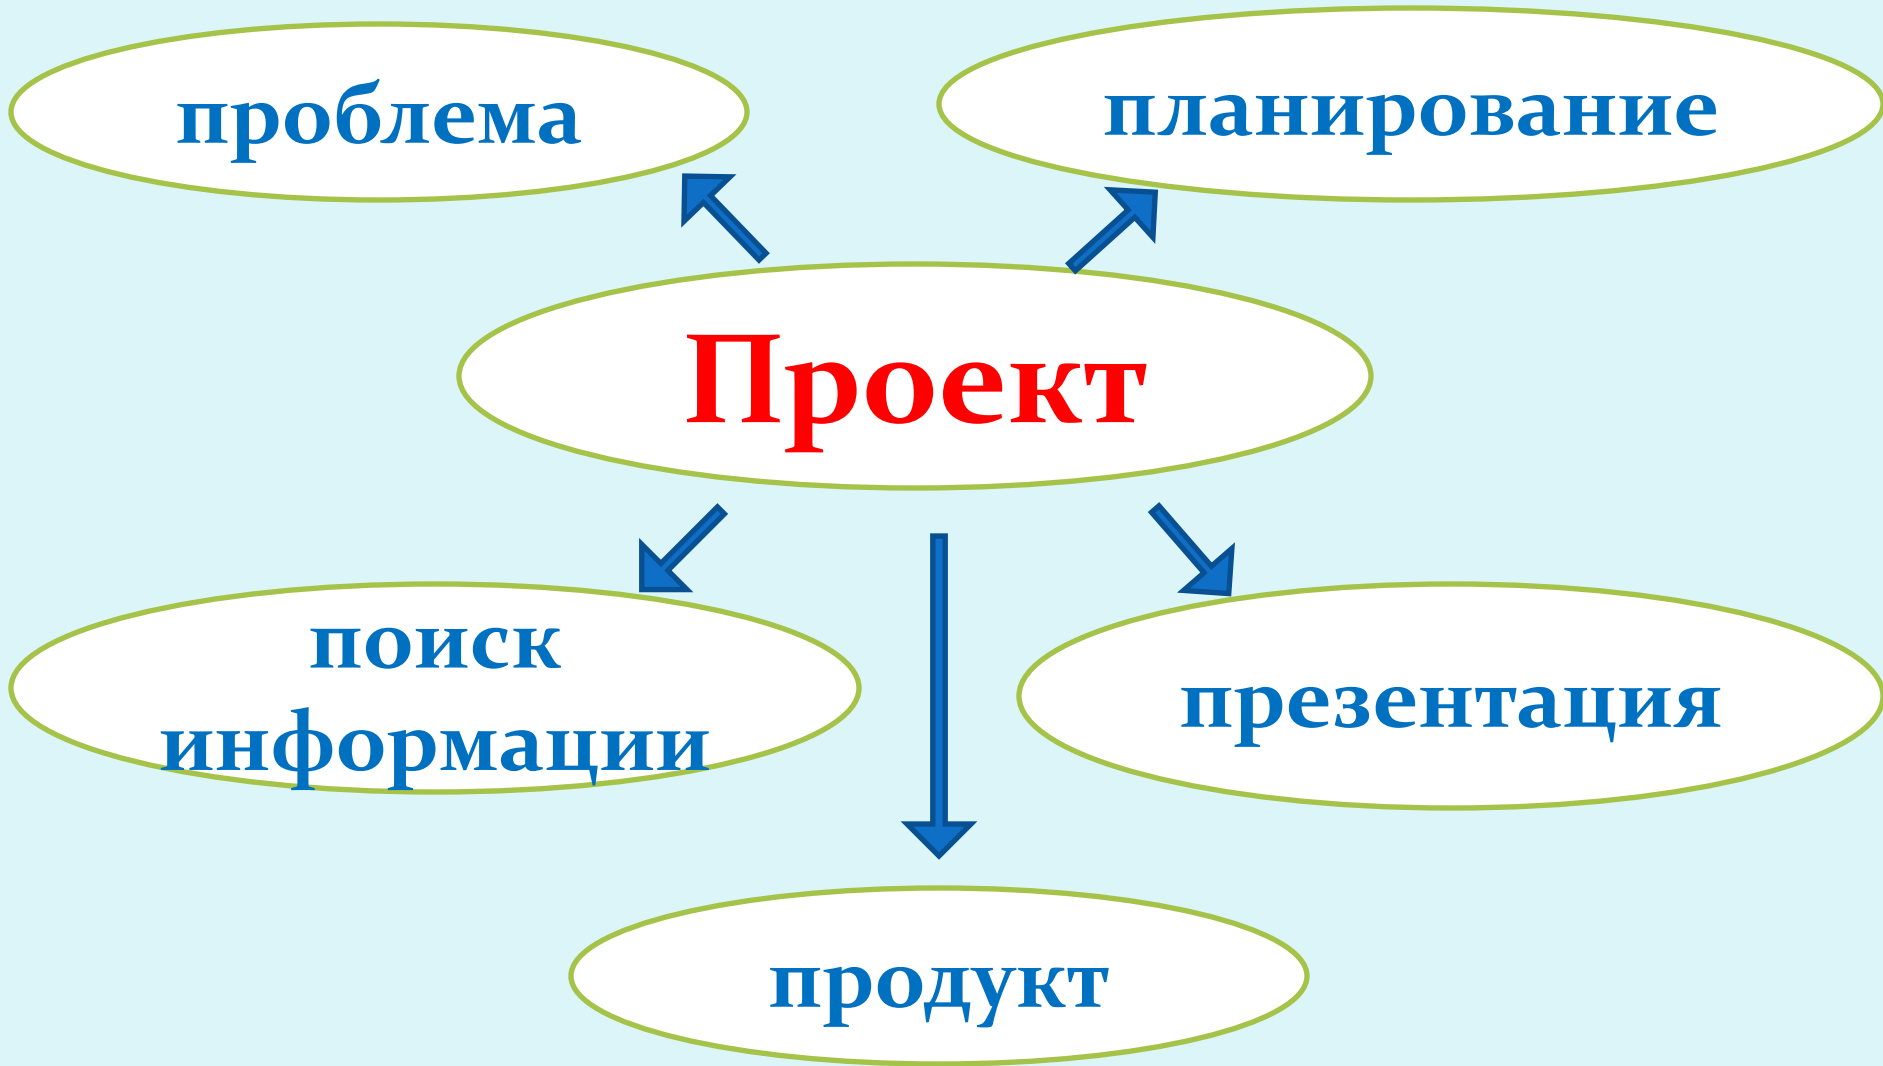 проблема
планирование
Проект
поиск
информации
презентация
продукт